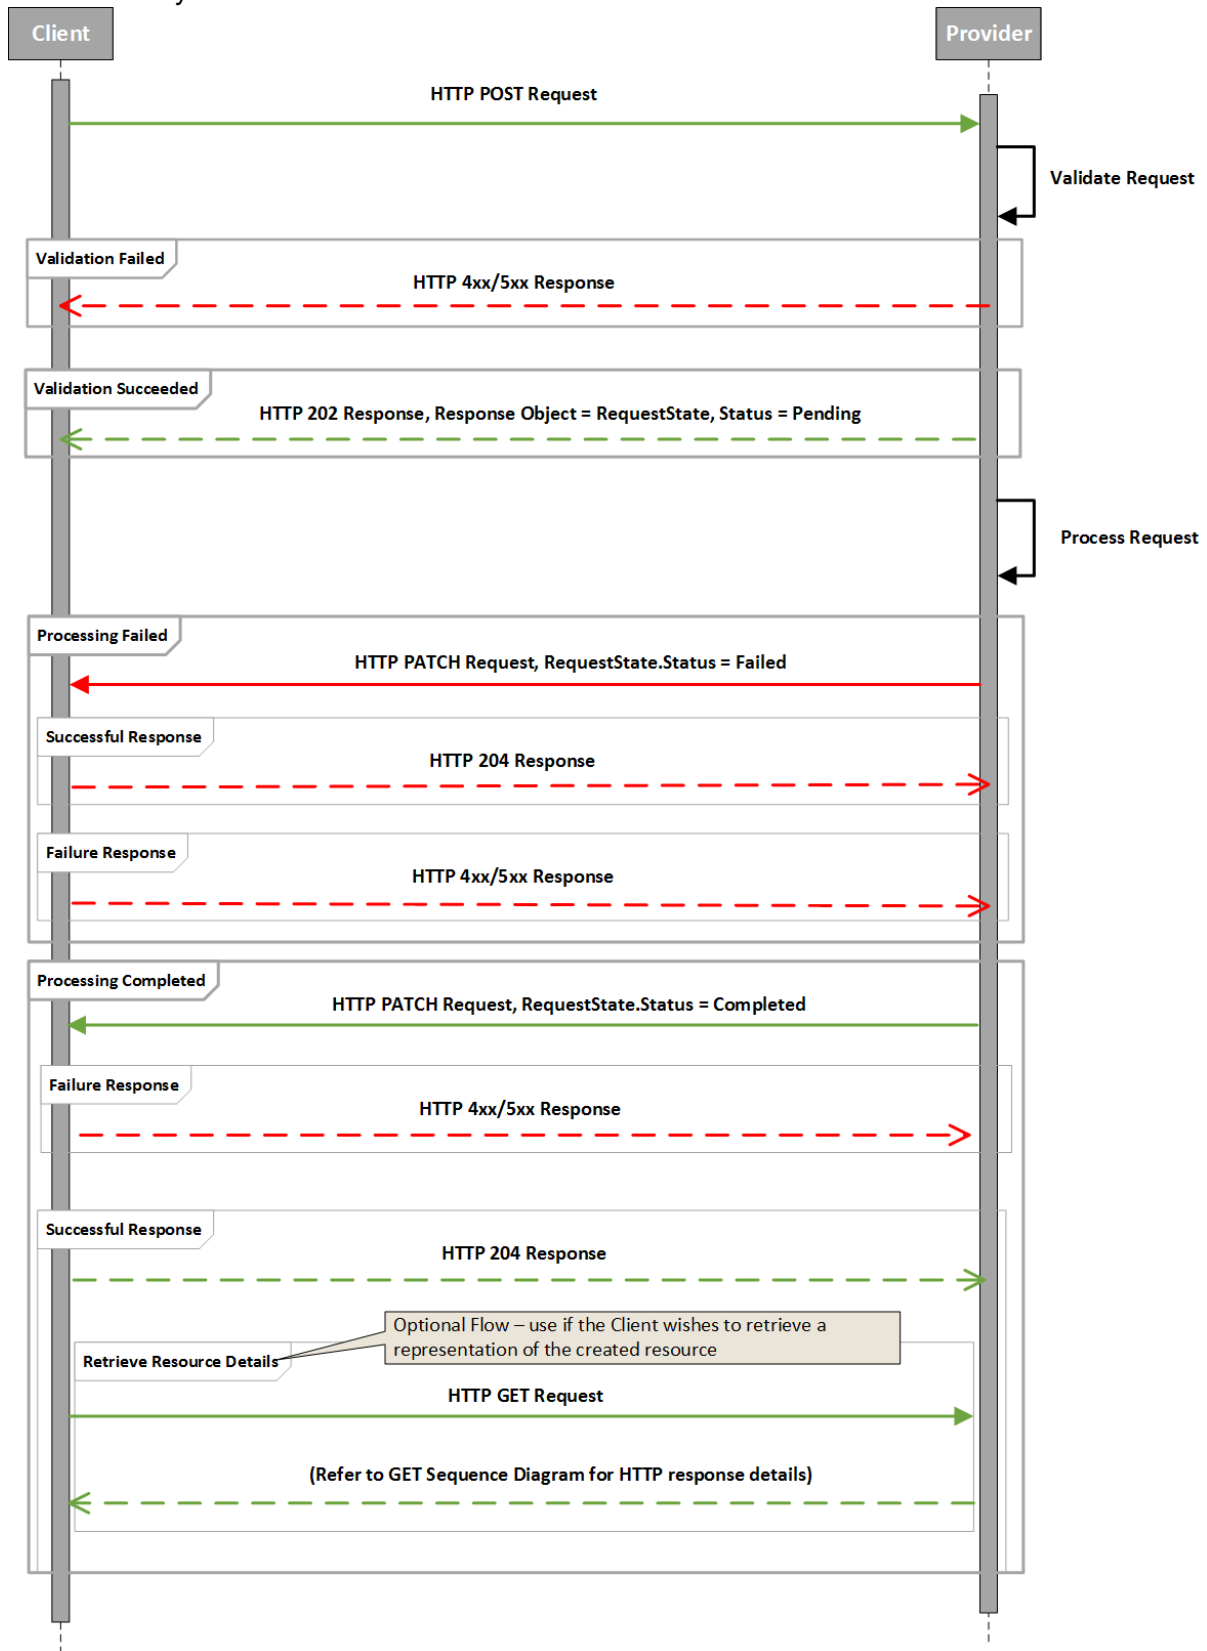 Client
Provider
HTTP POST Request
Validate Request
Validation Failed
HTTP 4xx/5xx Response
Validation Succeeded
HTTP 202 Response, Response Object = RequestState, Status = Pending
Process Request
Processing Failed
HTTP PATCH Request, RequestState.Status = Failed
Successful Response
HTTP 204 Response
Failure Response
HTTP 4xx/5xx Response
Processing Completed
HTTP PATCH Request, RequestState.Status = Completed
Failure Response
HTTP 4xx/5xx Response
Successful Response
HTTP 204 Response
Optional Flow – use if the Client wishes to retrieve a
representation of the created resource
Retrieve Resource Details
HTTP GET Request
(Refer to GET Sequence Diagram for HTTP response details)